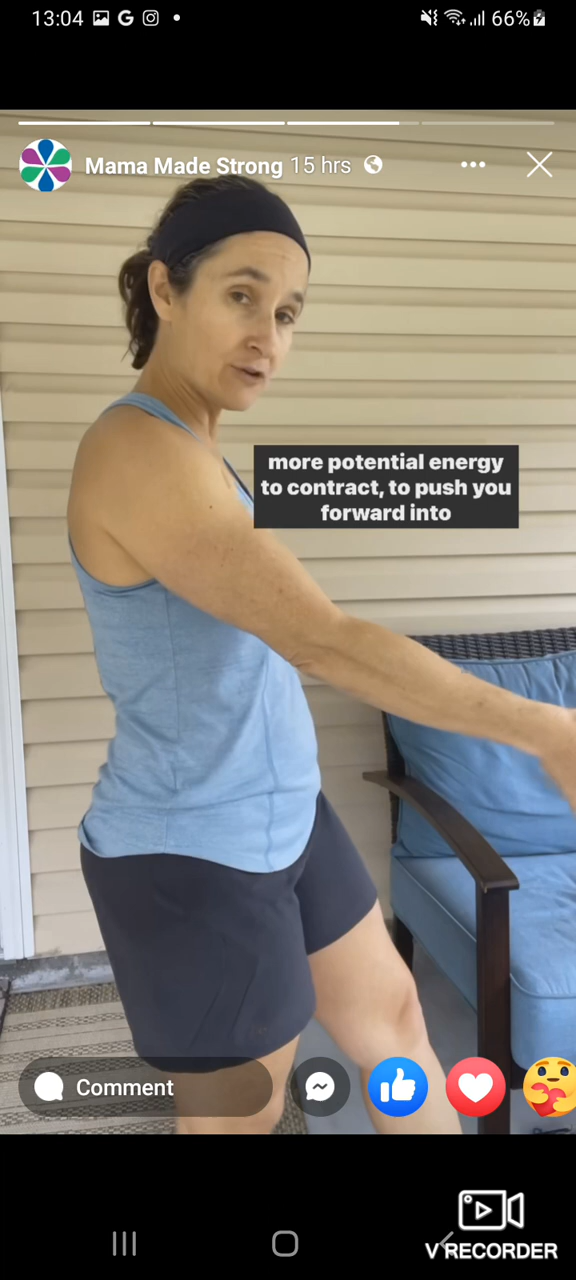 13:04
66%
Mama Made Strong 15 hrs
more potential energy
to contract, to push you
forward into
Comment
V RECORDER